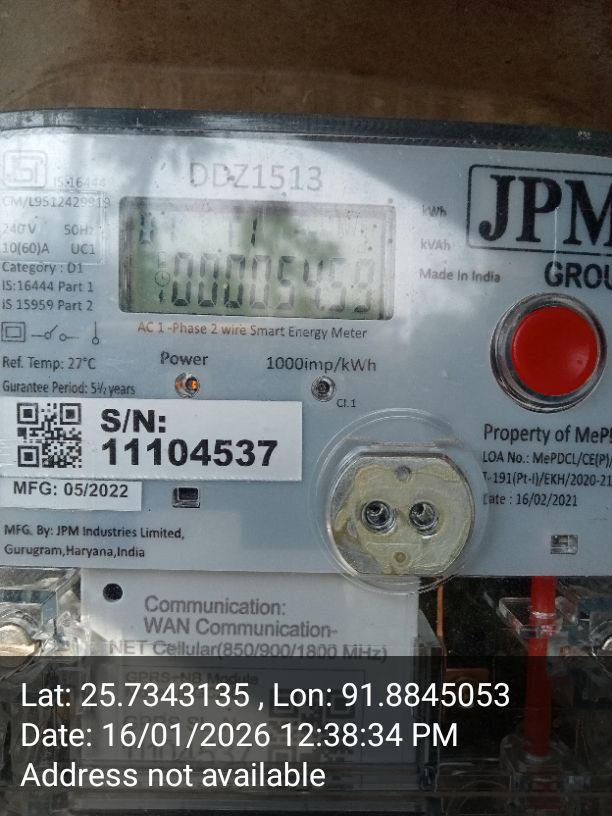 IS:16444
DDZ1513
CM/L9512429919
240V 50Hz
10(60)A UC1
Category : D1
IS:16444 Part 1
IS 15959 Part 2
kWh
kVAh
Made in India
JPM
GROU
AC 1 -Phase 2 wire Smart Energy Meter
Ref. Temp: 27°C
Power
1000imp/kWh
Gurantee Period: 5½ years
Cl.1
S/N:
11104537
MFG: 05/2022
Property of MePD
LOA No.: MePDCL/CE(P)/
T-191(Pt-I)/EKH/2020-21
Date : 16/02/2021
MFG. By: JPM Industries Limited,
Gurugram,Haryana,India
Communication:
WAN Communication-
NET Cellular(850/900/1800 MHz)
Lat: 25.7343135 , Lon: 91.8845053
Date: 16/01/2026 12:38:34 PM
Address not available